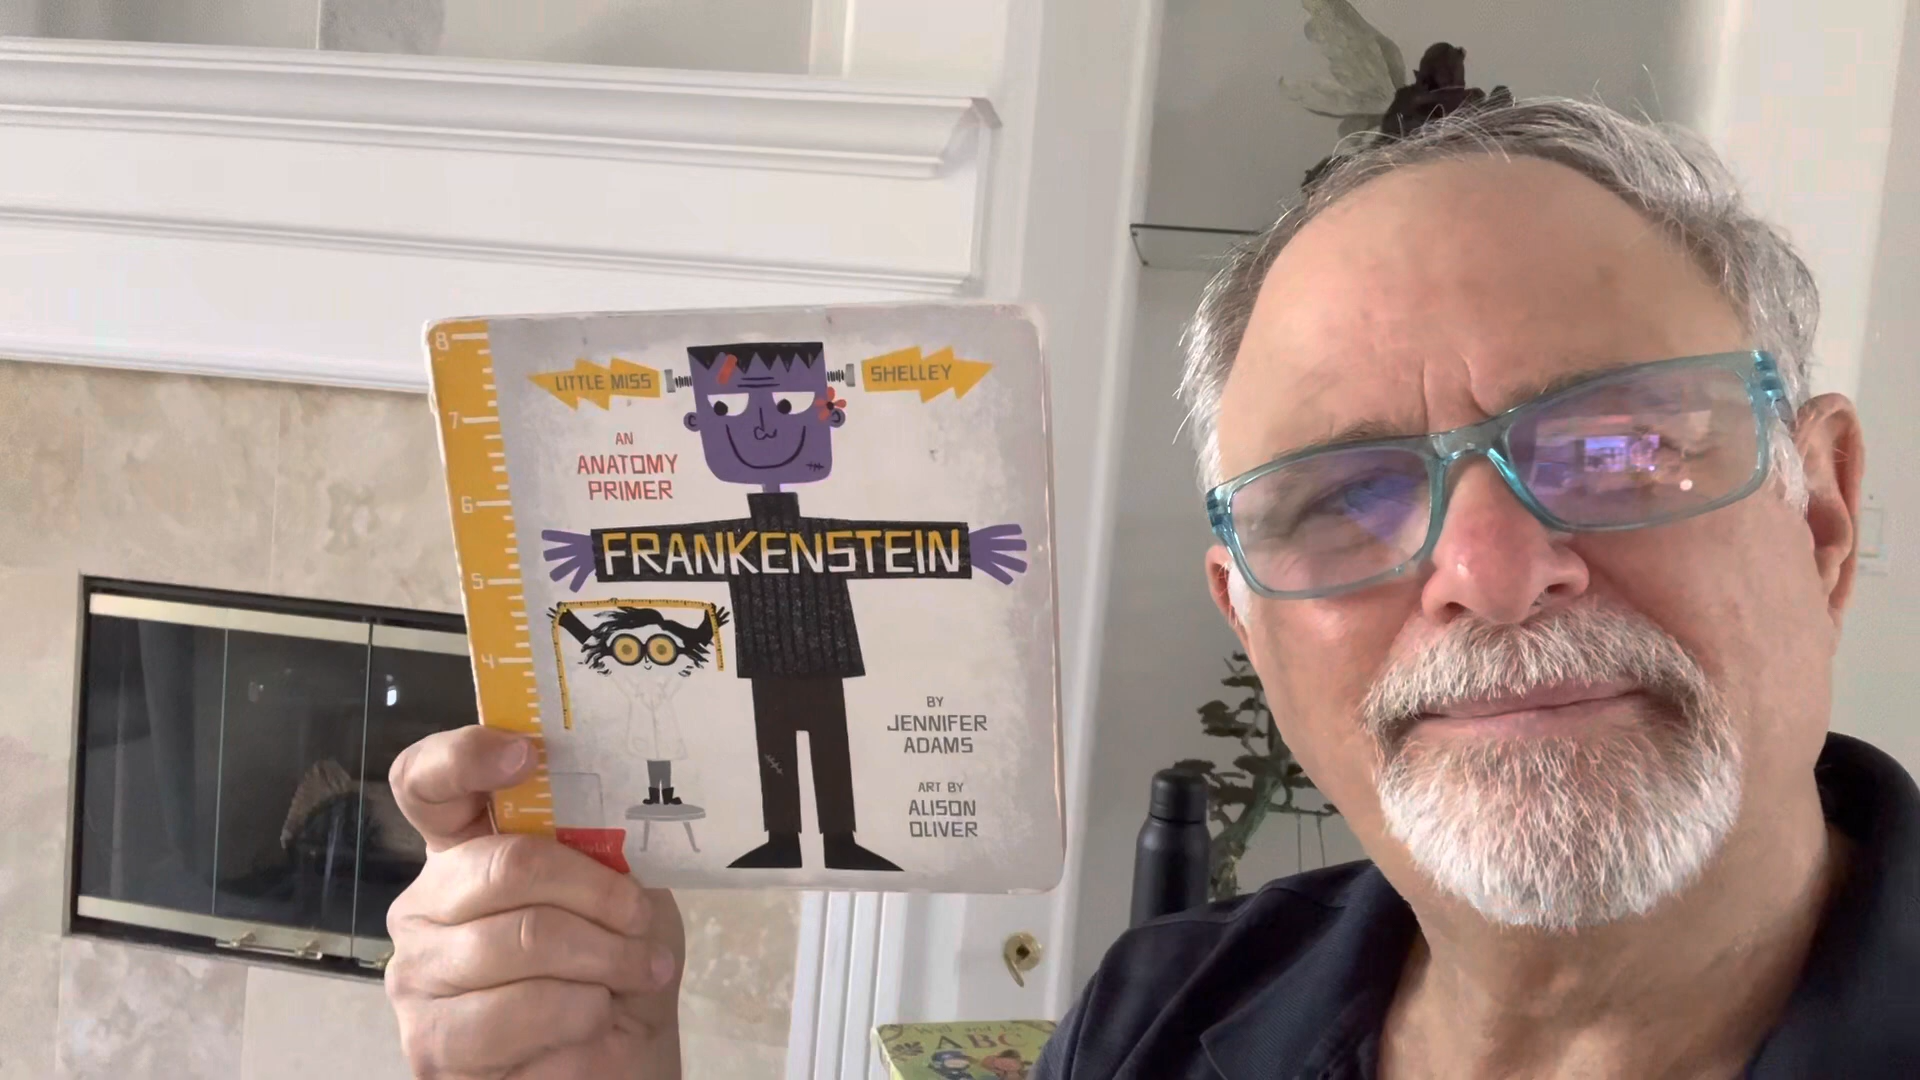 LITTLE MISS
SHELLEY
AN
ANATOMY
PRIMER
FRANKENSTEIN
BY
JENNIFER
ADAMS
ART BY
ALISON
OLIVER
8
7
6
5
4
2
ABC